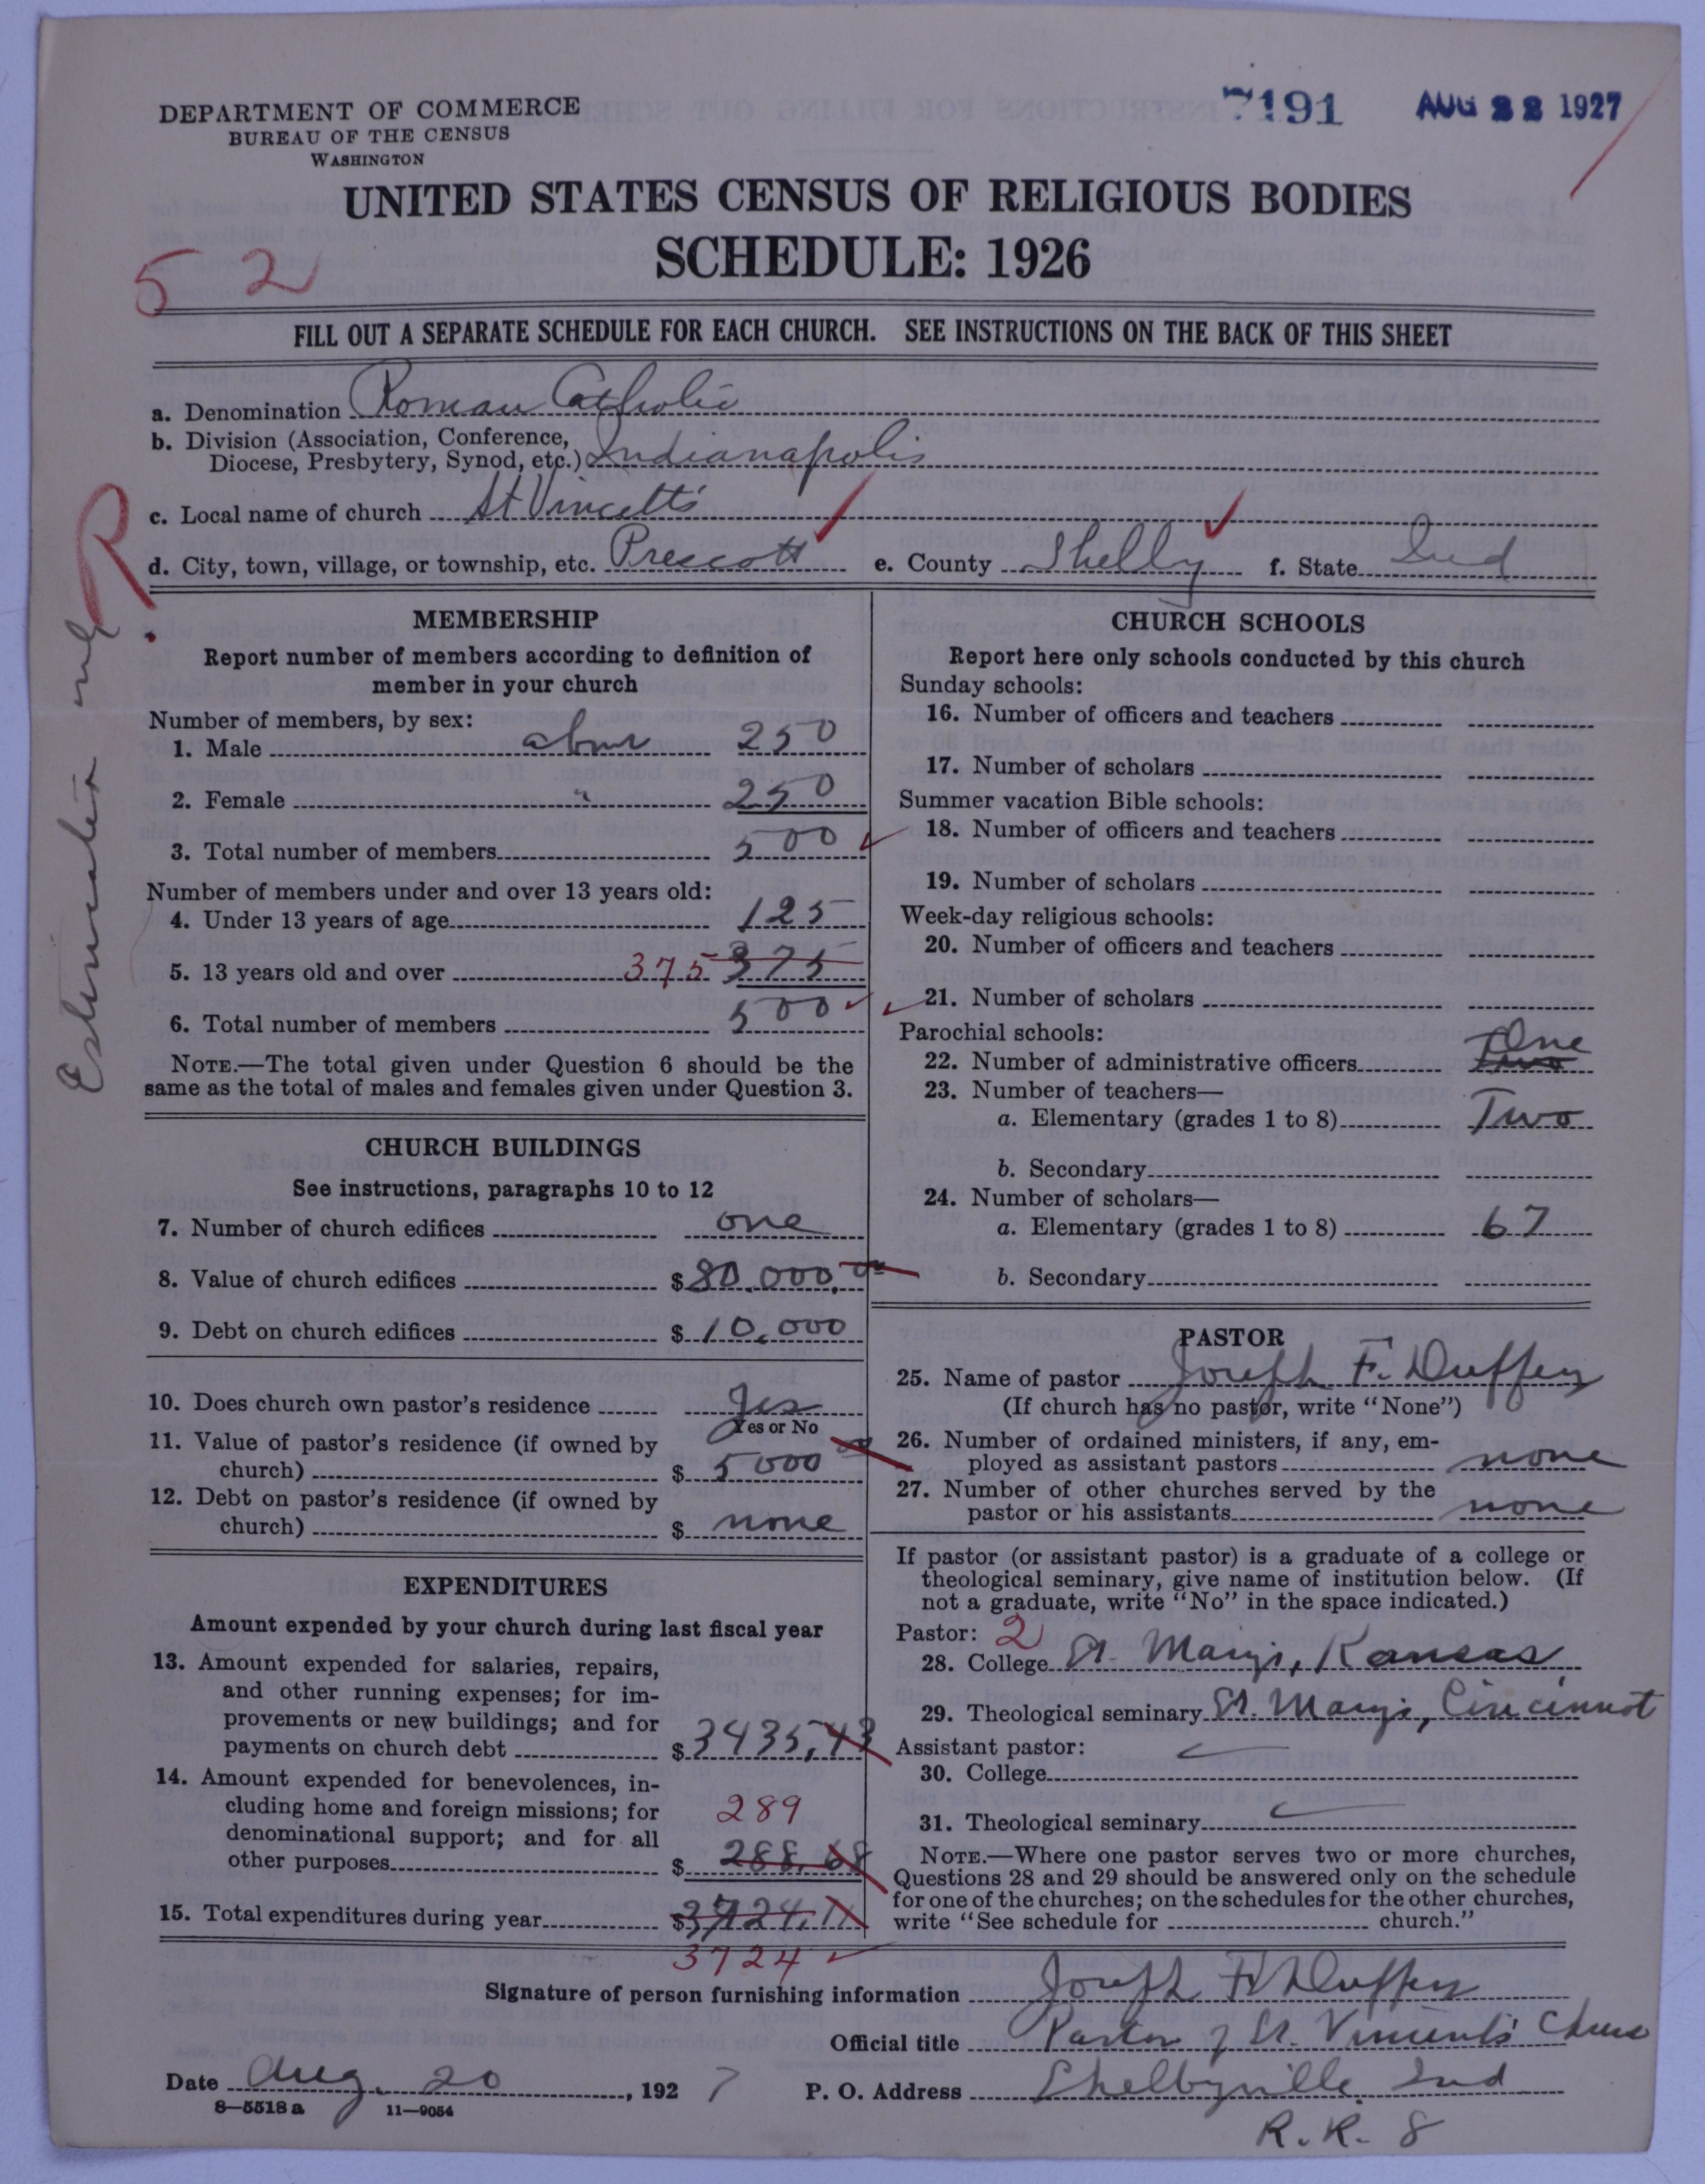 DEPARTMENT OF COMMERCE
BUREAU OF THE CENSUS
WASHINGTON
7191 AUG 22 1927
UNITED STATES CENSUS OF RELIGIOUS BODIES
SCHEDULE: 1926
52
FILL OUT A SEPARATE SCHEDULE FOR EACH CHURCH. SEE INSTRUCTIONS ON THE BACK OF THIS SHEET
a. Denomination Roman Catholic
b. Division (Association, Conference,
Diocese, Presbytery, Synod, etc.) Indianapolis
c. Local name of church St Vincett's
d. City, town, village, or township, etc. Prescott e. County Shelly f. State Ind
R
Estimated only
MEMBERSHIP
Report number of members according to definition of
member in your church
Number of members, by sex:
1. Male about 250
2. Female " 250
3. Total number of members 500
Number of members under and over 13 years old:
4. Under 13 years of age 125
5. 13 years old and over 375 375
6. Total number of members 500
NOTE.—The total given under Question 6 should be the
same as the total of males and females given under Question 3.
CHURCH BUILDINGS
See instructions, paragraphs 10 to 12
7. Number of church edifices one
8. Value of church edifices $80.000,00
9. Debt on church edifices $10,000
10. Does church own pastor's residence Yes
Yes or No
11. Value of pastor's residence (if owned by
church) $5000 00
12. Debt on pastor's residence (if owned by
church) $ none
EXPENDITURES
Amount expended by your church during last fiscal year
13. Amount expended for salaries, repairs,
and other running expenses; for im-
provements or new buildings; and for
payments on church debt $3435,43
14. Amount expended for benevolences, in-
cluding home and foreign missions; for
denominational support; and for all
289
other purposes $288.68
15. Total expenditures during year $3724.11
3724
CHURCH SCHOOLS
Report here only schools conducted by this church
Sunday schools:
16. Number of officers and teachers
17. Number of scholars
Summer vacation Bible schools:
18. Number of officers and teachers
19. Number of scholars
Week-day religious schools:
20. Number of officers and teachers
21. Number of scholars
Parochial schools:
One
22. Number of administrative officers Two
23. Number of teachers—
a. Elementary (grades 1 to 8) Two
b. Secondary
24. Number of scholars—
a. Elementary (grades 1 to 8) 67
b. Secondary
PASTOR
25. Name of pastor Joseph F. Duffey
(If church has no pastor, write "None")
26. Number of ordained ministers, if any, em-
ployed as assistant pastors none
27. Number of other churches served by the
pastor or his assistants none
If pastor (or assistant pastor) is a graduate of a college or
theological seminary, give name of institution below. (If
not a graduate, write "No" in the space indicated.)
Pastor: 2
28. College St. Marys, Kansas
29. Theological seminary St. Marys, Cincinnat
Assistant pastor:
30. College
31. Theological seminary
NOTE.—Where one pastor serves two or more churches,
Questions 28 and 29 should be answered only on the schedule
for one of the churches; on the schedules for the other churches,
write "See schedule for church."
Signature of person furnishing information Joseph F. Duffey
Official title Pastor of St. Vincent's
Date Aug. 20, 1927 P. O. Address Shelbyville Ind
8—5518 a 11—9054
R. R. 8